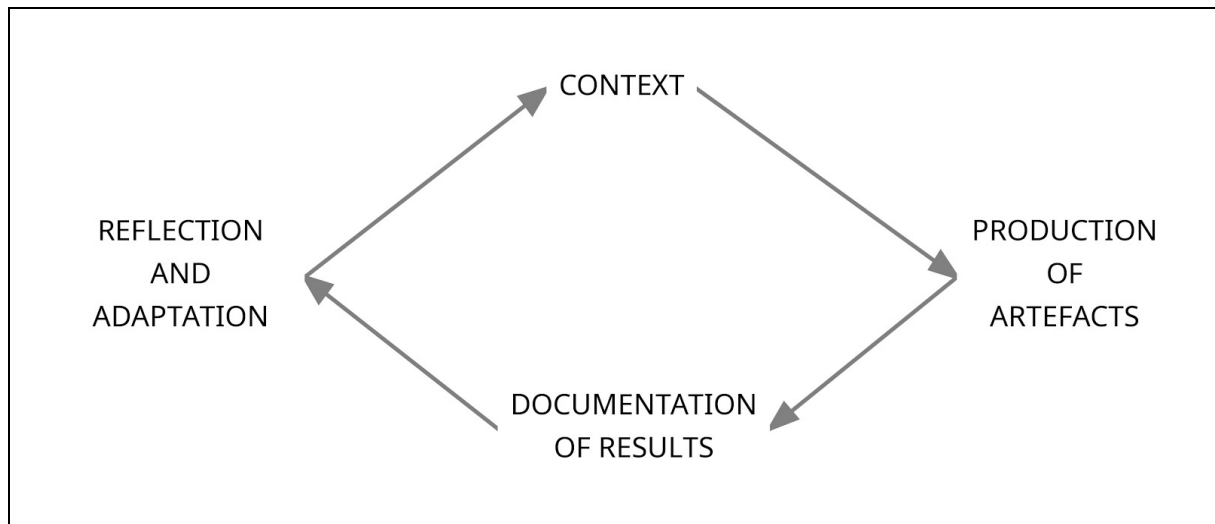 CONTEXT
REFLECTION
AND
ADAPTATION
PRODUCTION
OF
ARTEFACTS
DOCUMENTATION
OF RESULTS